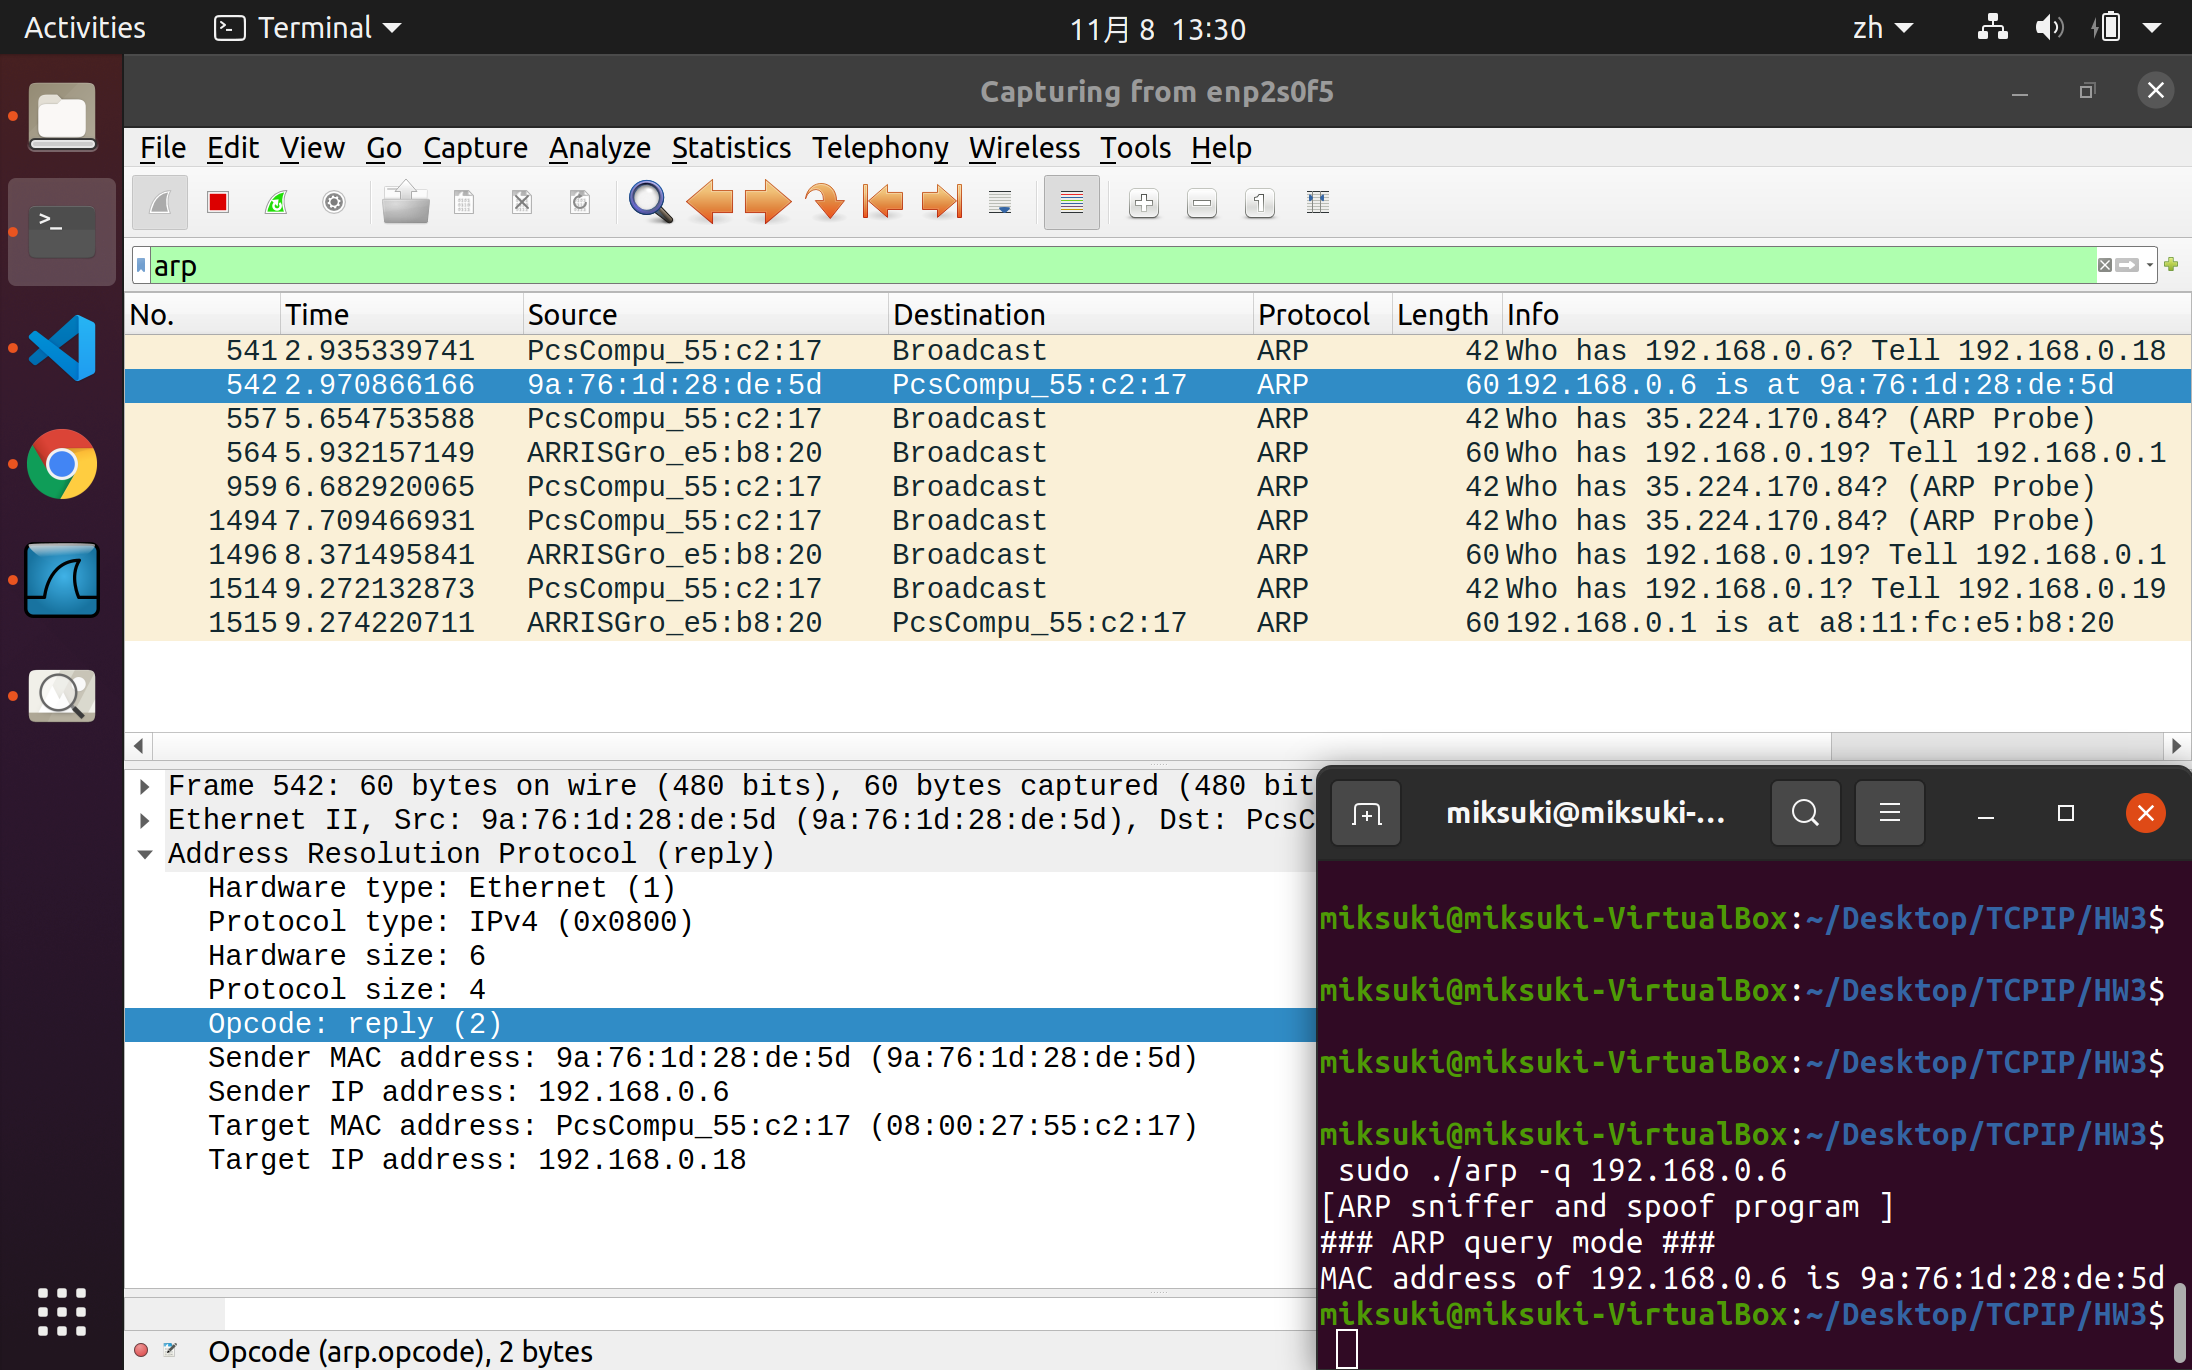 Activities Terminal 11月 8 13:30 zh
Capturing from enp2s0f5
File Edit View Go Capture Analyze Statistics Telephony Wireless Tools Help
arp
No. Time Source Destination Protocol Length Info
541 2.935339741 PcsCompu_55:c2:17 Broadcast ARP 42 Who has 192.168.0.6? Tell 192.168.0.18
542 2.970866166 9a:76:1d:28:de:5d PcsCompu_55:c2:17 ARP 60 192.168.0.6 is at 9a:76:1d:28:de:5d
557 5.654753588 PcsCompu_55:c2:17 Broadcast ARP 42 Who has 35.224.170.84? (ARP Probe)
564 5.932157149 ARRISGro_e5:b8:20 Broadcast ARP 60 Who has 192.168.0.19? Tell 192.168.0.1
959 6.682920065 PcsCompu_55:c2:17 Broadcast ARP 42 Who has 35.224.170.84? (ARP Probe)
1494 7.709466931 PcsCompu_55:c2:17 Broadcast ARP 42 Who has 35.224.170.84? (ARP Probe)
1496 8.371495841 ARRISGro_e5:b8:20 Broadcast ARP 60 Who has 192.168.0.19? Tell 192.168.0.1
1514 9.272132873 PcsCompu_55:c2:17 Broadcast ARP 42 Who has 192.168.0.1? Tell 192.168.0.19
1515 9.274220711 ARRISGro_e5:b8:20 PcsCompu_55:c2:17 ARP 60 192.168.0.1 is at a8:11:fc:e5:b8:20
Frame 542: 60 bytes on wire (480 bits), 60 bytes captured (480 bit
Ethernet II, Src: 9a:76:1d:28:de:5d (9a:76:1d:28:de:5d), Dst: PcsC
Address Resolution Protocol (reply)
Hardware type: Ethernet (1)
Protocol type: IPv4 (0x0800)
Hardware size: 6
Protocol size: 4
Opcode: reply (2)
Sender MAC address: 9a:76:1d:28:de:5d (9a:76:1d:28:de:5d)
Sender IP address: 192.168.0.6
Target MAC address: PcsCompu_55:c2:17 (08:00:27:55:c2:17)
Target IP address: 192.168.0.18
Opcode (arp.opcode), 2 bytes
miksuki@miksuki-...
miksuki@miksuki-VirtualBox:~/Desktop/TCPIP/HW3$
miksuki@miksuki-VirtualBox:~/Desktop/TCPIP/HW3$
miksuki@miksuki-VirtualBox:~/Desktop/TCPIP/HW3$
miksuki@miksuki-VirtualBox:~/Desktop/TCPIP/HW3$
sudo ./arp -q 192.168.0.6
[ARP sniffer and spoof program ]
### ARP query mode ###
MAC address of 192.168.0.6 is 9a:76:1d:28:de:5d
miksuki@miksuki-VirtualBox:~/Desktop/TCPIP/HW3$